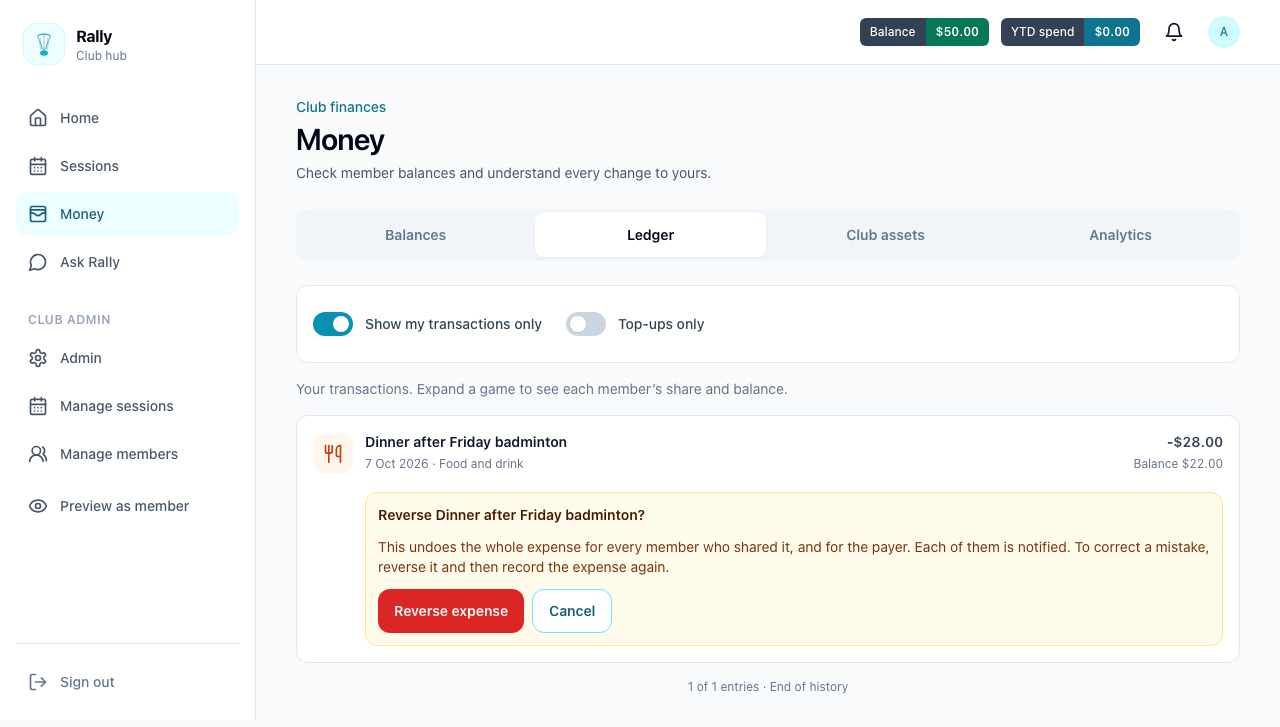 Rally
Club hub
Home
Sessions
Money
Ask Rally
CLUB ADMIN
Admin
Manage sessions
Manage members
Preview as member
Sign out
Balance $50.00
YTD spend $0.00
A
Club finances
Money
Check member balances and understand every change to yours.
Balances
Ledger
Club assets
Analytics
Show my transactions only
Top-ups only
Your transactions. Expand a game to see each member’s share and balance.
Dinner after Friday badminton
-$28.00
7 Oct 2026 · Food and drink
Balance $22.00
Reverse Dinner after Friday badminton?
This undoes the whole expense for every member who shared it, and for the payer. Each of them is notified. To correct a mistake,
reverse it and then record the expense again.
Reverse expense
Cancel
1 of 1 entries · End of history